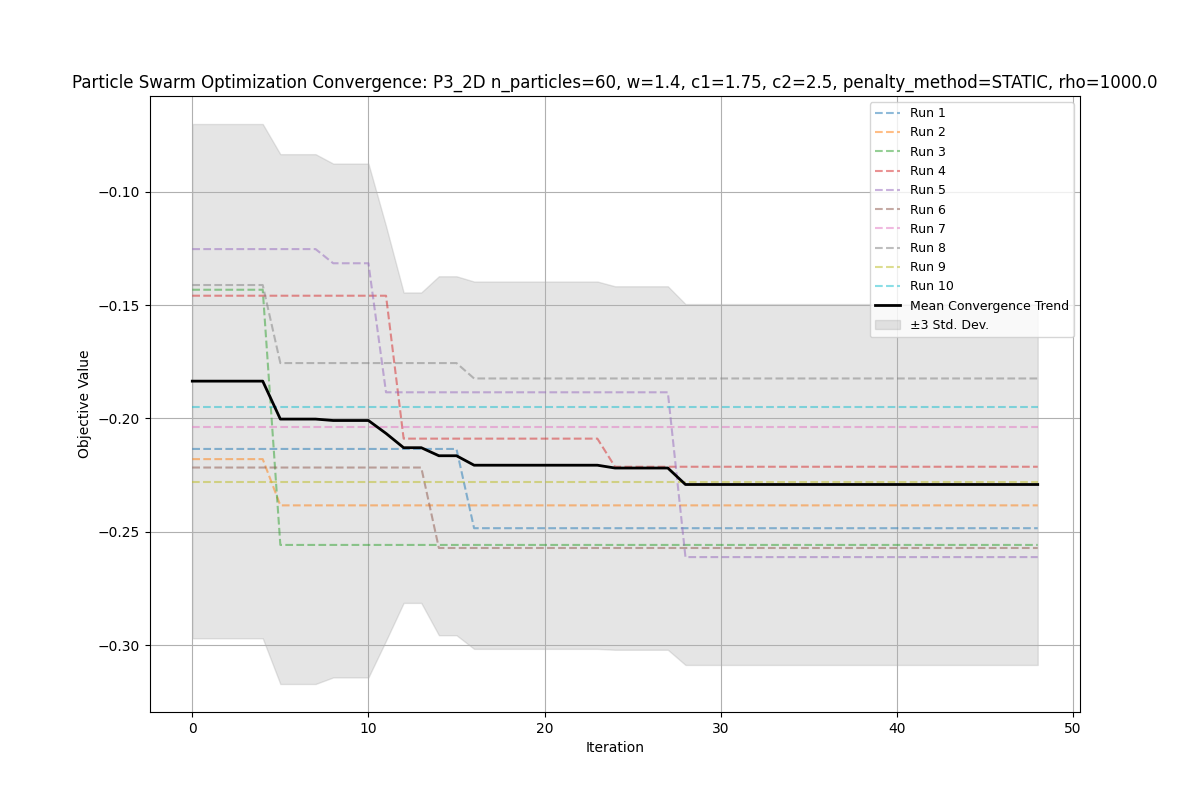 Particle Swarm Optimization Convergence: P3_2D n_particles=60, w=1.4, c1=1.75, c2=2.5, penalty_method=STATIC, rho=1000.0
Run 1
Run 2
Run 3
Run 4
Run 5
Run 6
Run 7
Run 8
Run 9
Run 10
Mean Convergence Trend
±3 Std. Dev.
Objective Value
−0.10
−0.15
−0.20
−0.25
−0.30
0 10 20 30 40 50
Iteration